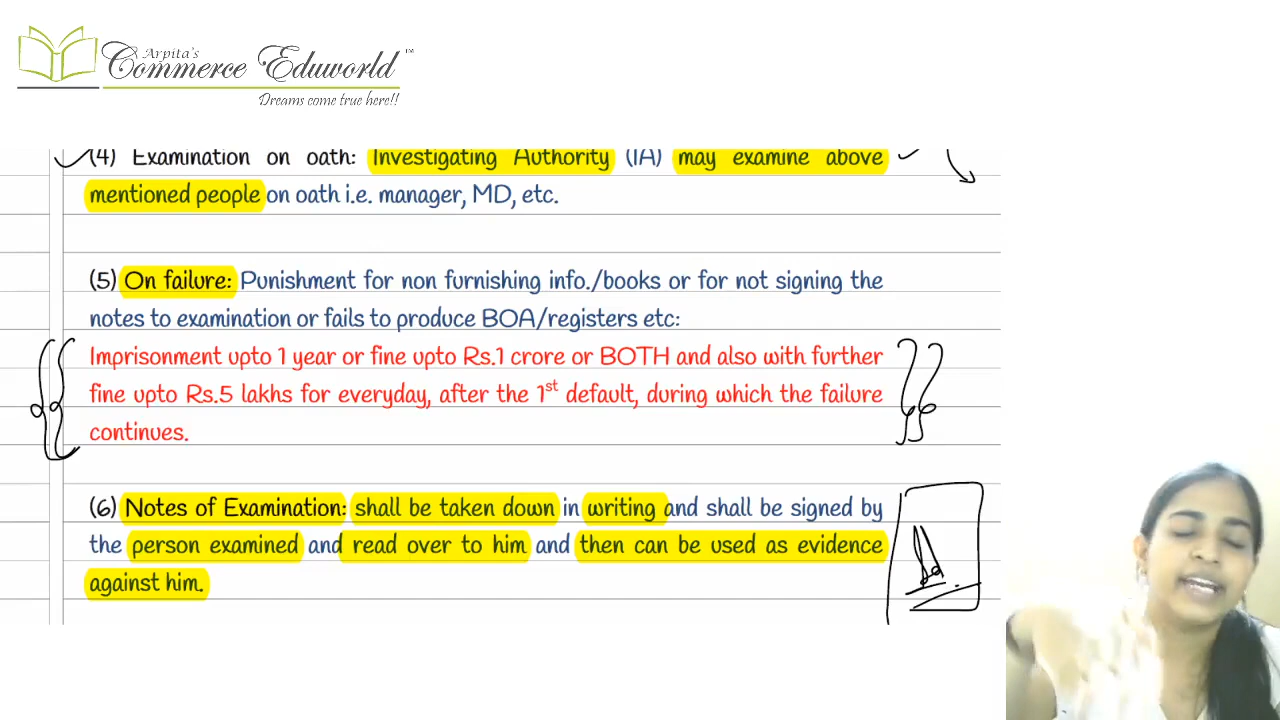 Arpita's
Commerce Eduworld™
Dreams come true here!!
(4) Examination on oath: Investigating Authority (IA) may examine above
mentioned people on oath i.e. manager, MD, etc.
(5) On failure: Punishment for non furnishing info./books or for not signing the
notes to examination or fails to produce BOA/registers etc:
Imprisonment upto 1 year or fine upto Rs.1 crore or BOTH and also with further
fine upto Rs.5 lakhs for everyday, after the 1st default, during which the failure
continues.
(6) Notes of Examination: shall be taken down in writing and shall be signed by
the person examined and read over to him and then can be used as evidence
against him.